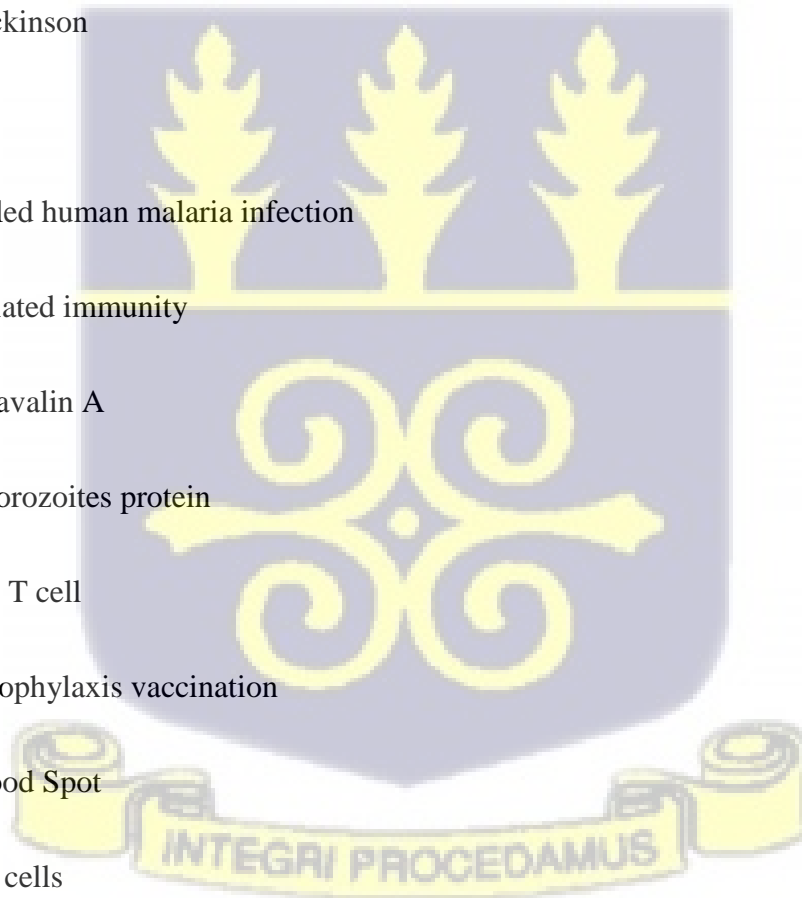 ckinson
led human malaria infection
ated immunity
avalin A
orozoites protein
T cell
ophylaxis vaccination
od Spot
INTEGRI PROCEDAMUS
cells